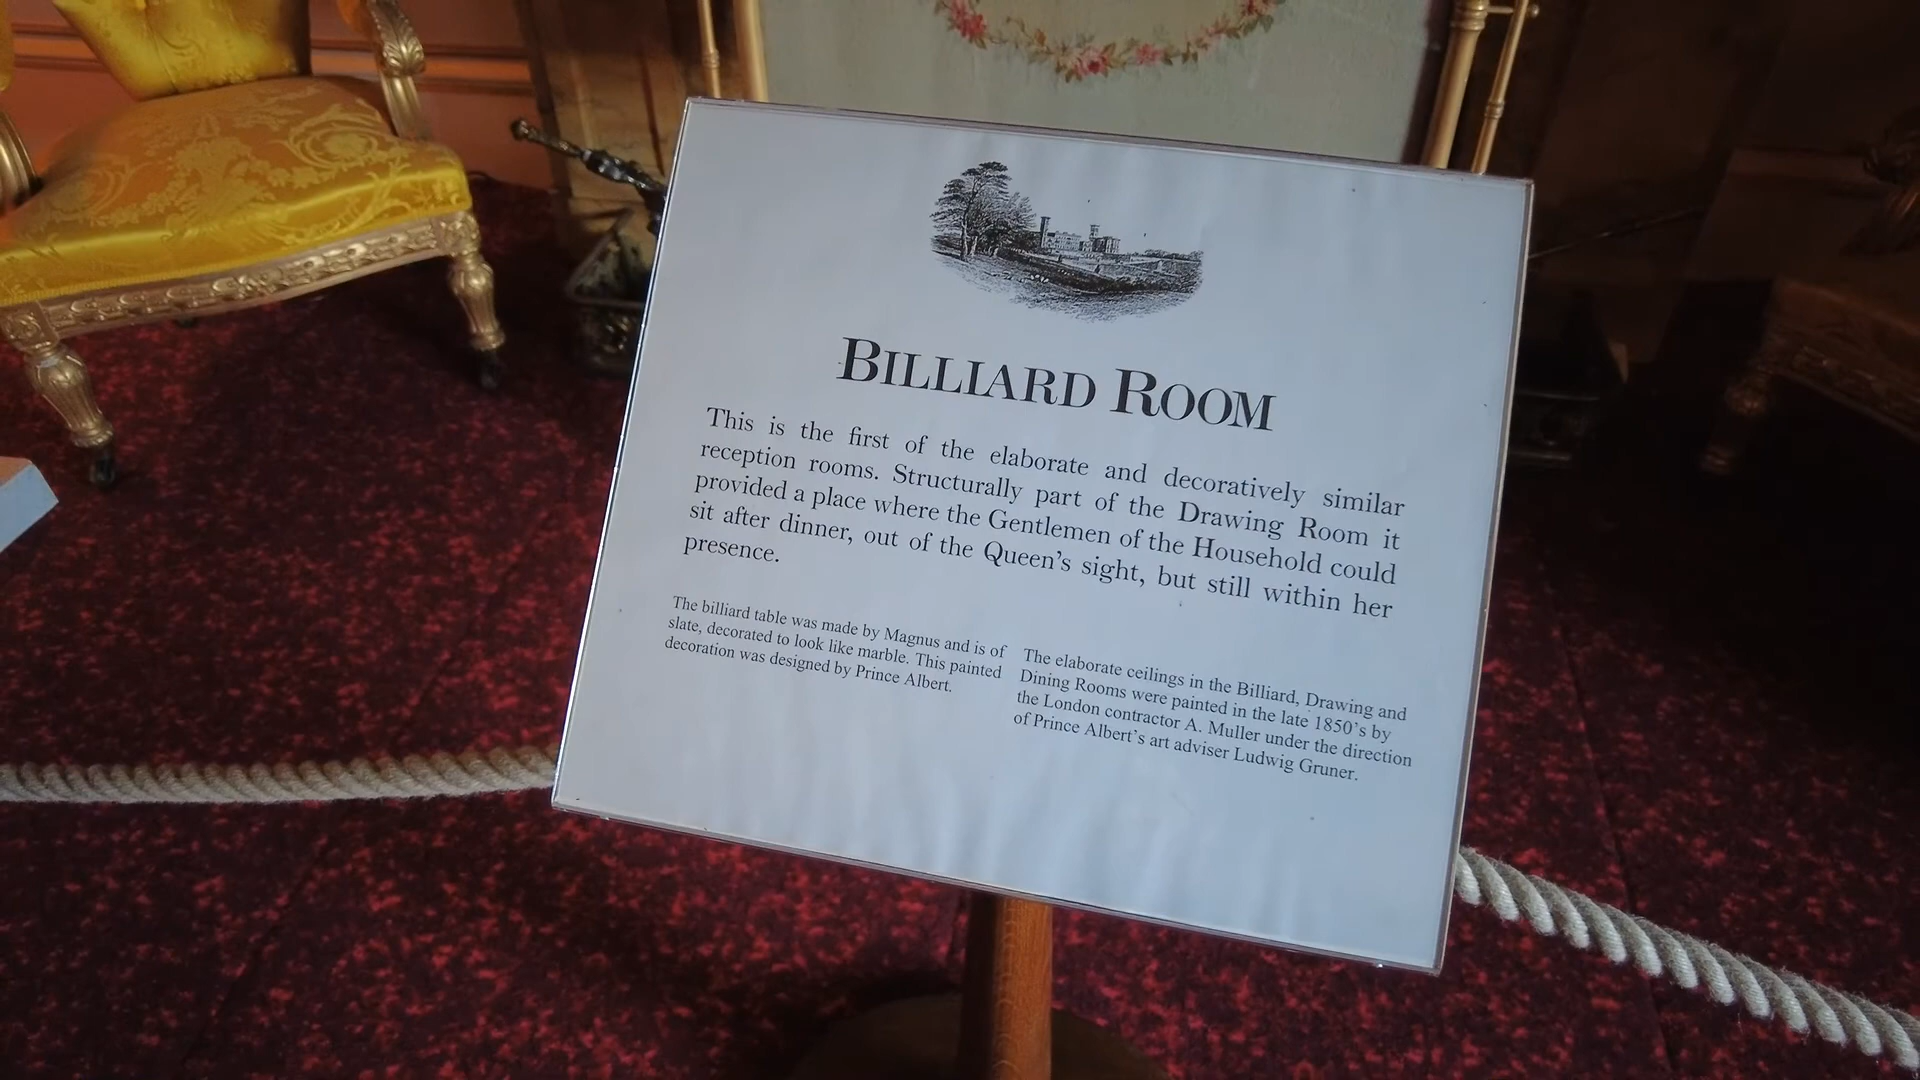 BILLIARD ROOM
This is the first of the elaborate and decoratively similar
reception rooms. Structurally part of the Drawing Room it
provided a place where the Gentlemen of the Household could
sit after dinner, out of the Queen's sight, but still within her
presence.
The billiard table was made by Magnus and is of
slate, decorated to look like marble. This painted
decoration was designed by Prince Albert.
The elaborate ceilings in the Billiard, Drawing and
Dining Rooms were painted in the late 1850's by
the London contractor A. Muller under the direction
of Prince Albert's art adviser Ludwig Gruner.